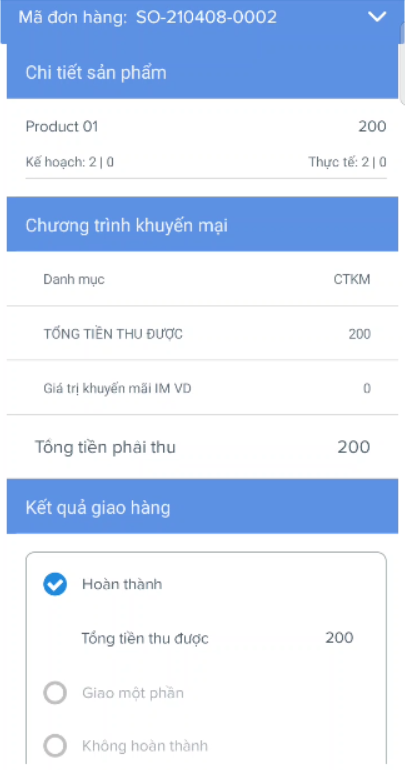 Mã đơn hàng: SO-210408-0002
Chi tiết sản phẩm
Product 01 200
Kế hoạch: 2 | 0 Thực tế: 2 | 0
Chương trình khuyến mại
Danh mục CTKM
TỔNG TIỀN THU ĐƯỢC 200
Giá trị khuyến mãi IM VD 0
Tổng tiền phải thu 200
Kết quả giao hàng
Hoàn thành
Tổng tiền thu được 200
Giao một phần
Không hoàn thành